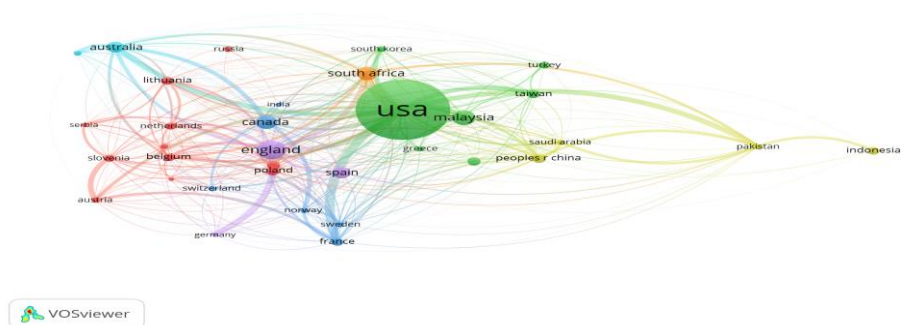 australia
russia
south korea
turkey
lithuania
south africa
taiwan
india
usa
malaysia
serbia
netherlands
canada
england
greece
saudi arabia
pakistan
indonesia
slovenia
belgium
poland
spain
peoples r china
switzerland
austria
norway
sweden
germany
france
VOSviewer